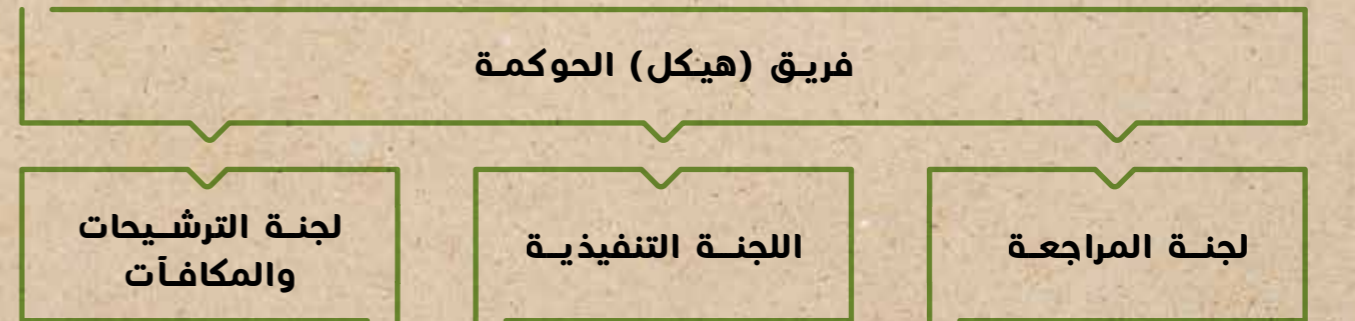 فريق (هيكل) الحوكمة
لجنة المراجعة
اللجنة التنفيذية
لجنة الترشيحات
والمكافآت